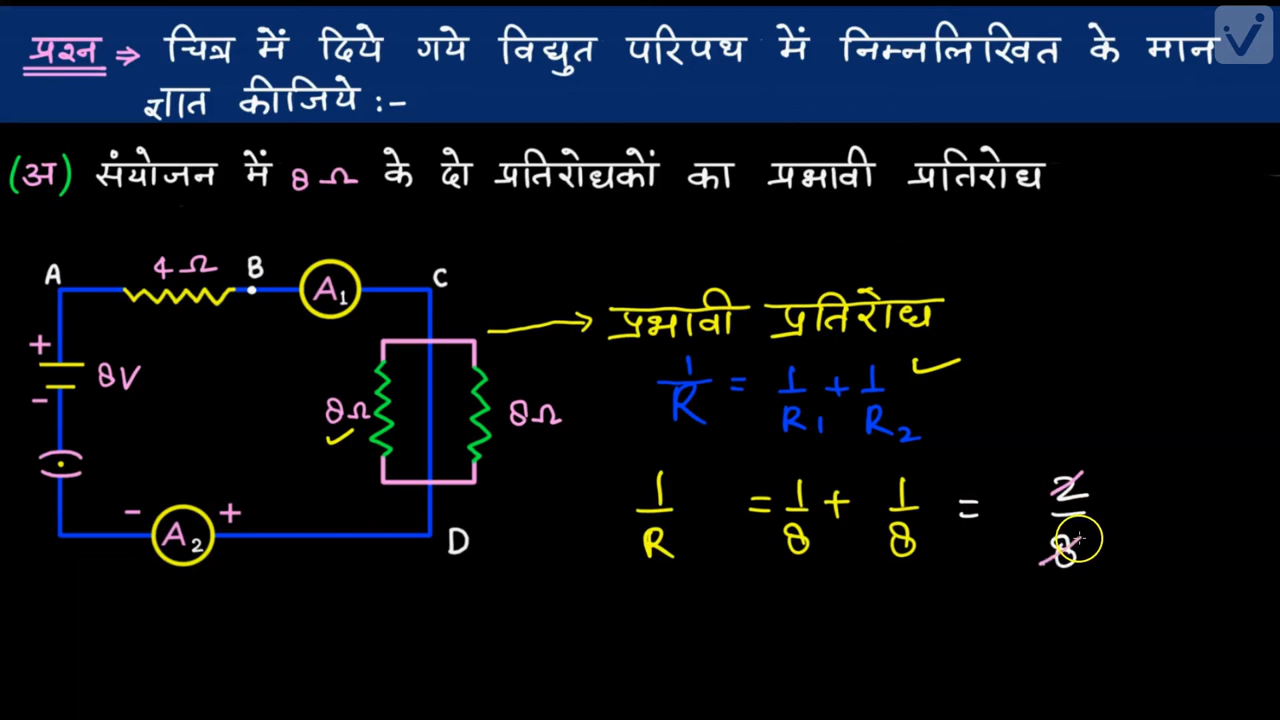 प्रश्न ⇒ चित्र में दिये गये विद्युत परिपथ में निम्नलिखित के मान
ज्ञात कीजिये :-
(अ) संयोजन में 8 Ω के दो प्रतिरोधकों का प्रभावी प्रतिरोध
A 4Ω B A₁ C
→ प्रभावी प्रतिरोध
+ 8V -
1/R = 1/R₁ + 1/R₂ ✓
8Ω ✓ 8Ω
1/R = 1/8 + 1/8 = 2/8
- A₂ + D